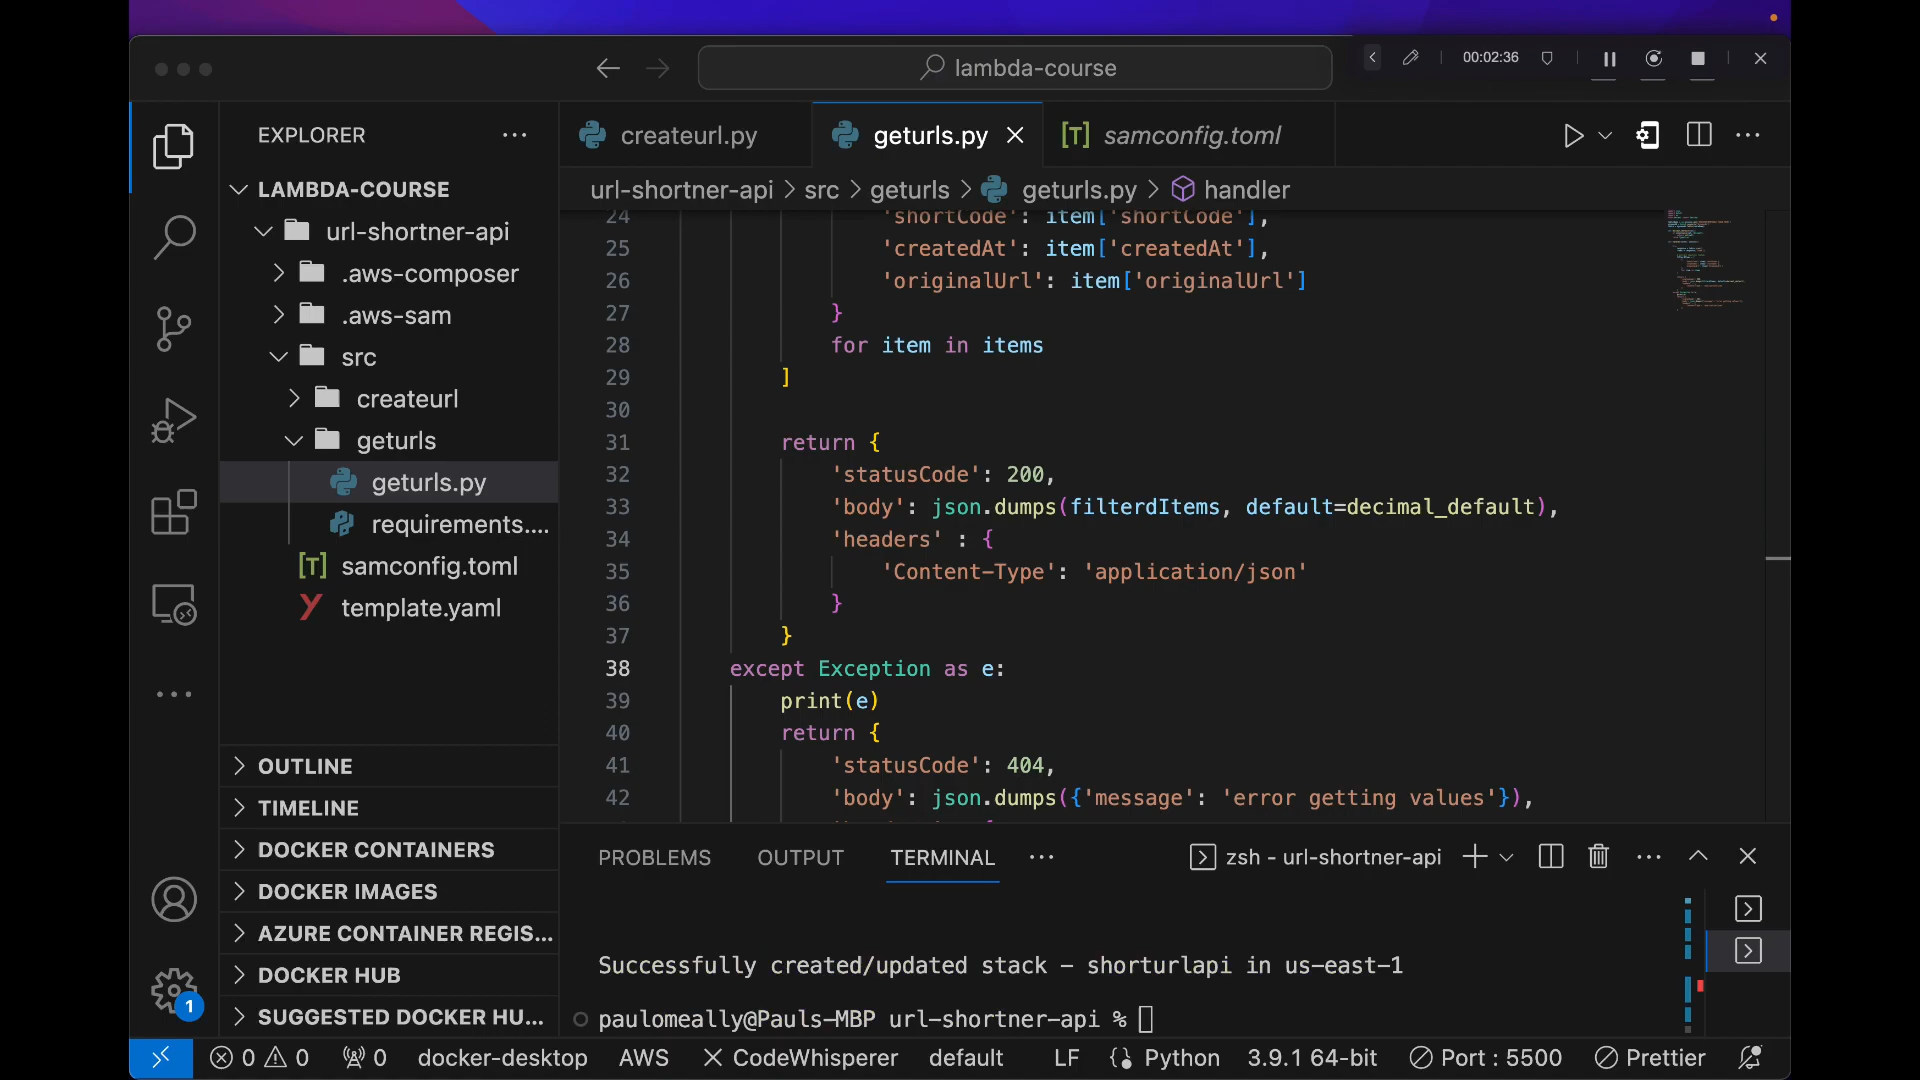 lambda-course
00:02:36
EXPLORER
createurl.py
geturls.py
[T] samconfig.toml
LAMBDA-COURSE
url-shortner-api > src > geturls > geturls.py > handler
url-shortner-api
.aws-composer
.aws-sam
src
createurl
geturls
geturls.py
requirements....
[T] samconfig.toml
Y template.yaml
OUTLINE
TIMELINE
DOCKER CONTAINERS
DOCKER IMAGES
AZURE CONTAINER REGIS...
DOCKER HUB
SUGGESTED DOCKER HU...
1
24 'shortCode': item['shortCode'],
25 'createdAt': item['createdAt'],
26 'originalUrl': item['originalUrl']
27 }
28 for item in items
29 ]
30
31 return {
32 'statusCode': 200,
33 'body': json.dumps(filterdItems, default=decimal_default),
34 'headers' : {
35 'Content-Type': 'application/json'
36 }
37 }
38 except Exception as e:
39 print(e)
40 return {
41 'statusCode': 404,
42 'body': json.dumps({'message': 'error getting values'}),
PROBLEMS OUTPUT TERMINAL
zsh - url-shortner-api
Successfully created/updated stack - shorturlapi in us-east-1
paulomeally@Pauls-MBP url-shortner-api %
0 0 0 docker-desktop AWS CodeWhisperer default LF Python 3.9.1 64-bit Port : 5500 Prettier